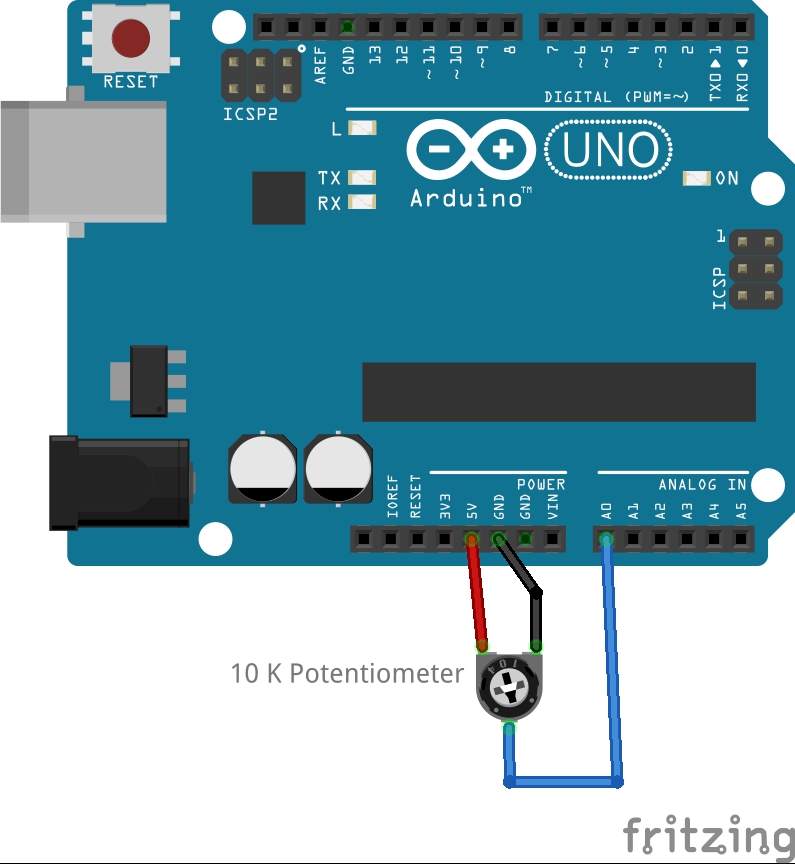 RESET
ICSP2
AREF
GND
13
12
~11
~10
~9
8
7
~6
~5
4
~3
2
TX0▶1
RX0◀0
DIGITAL (PWM=~)
L
TX
RX
Arduino™
UNO
ON
1
ICSP
POWER
ANALOG IN
IOREF
RESET
3V3
5V
GND
GND
VIN
A0
A1
A2
A3
A4
A5
10 K Potentiometer
104
fritzing